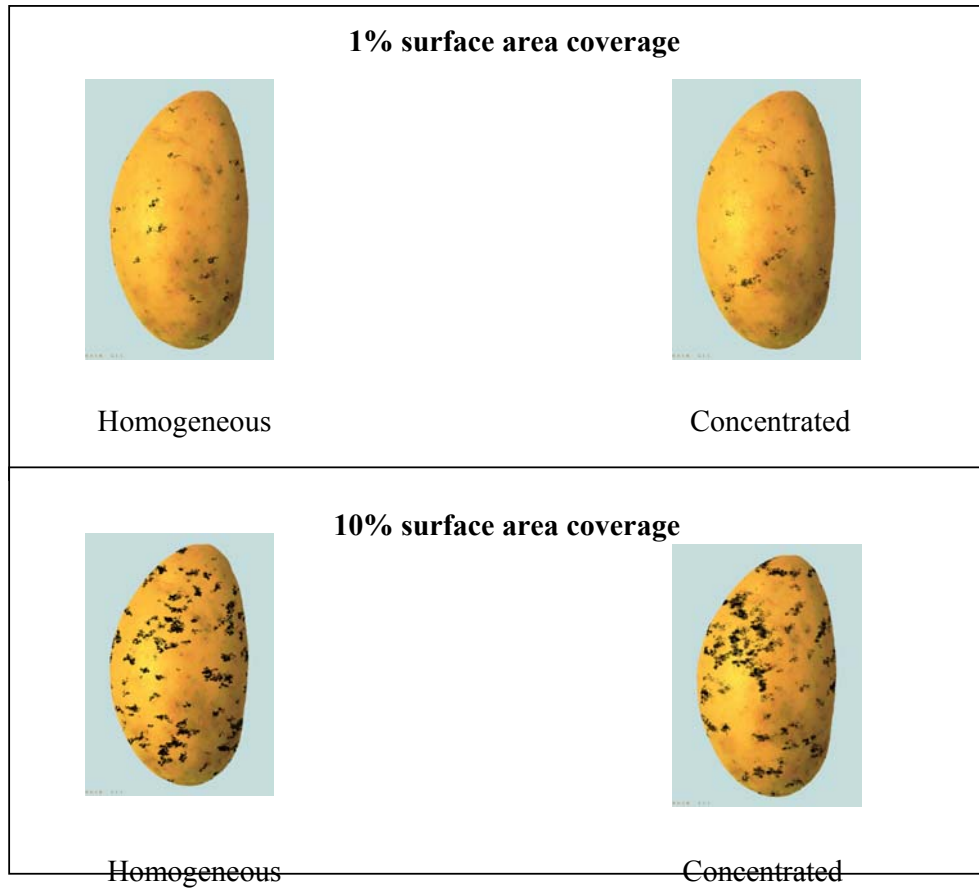 1% surface area coverage
Homogeneous
Concentrated
10% surface area coverage
Homogeneous
Concentrated